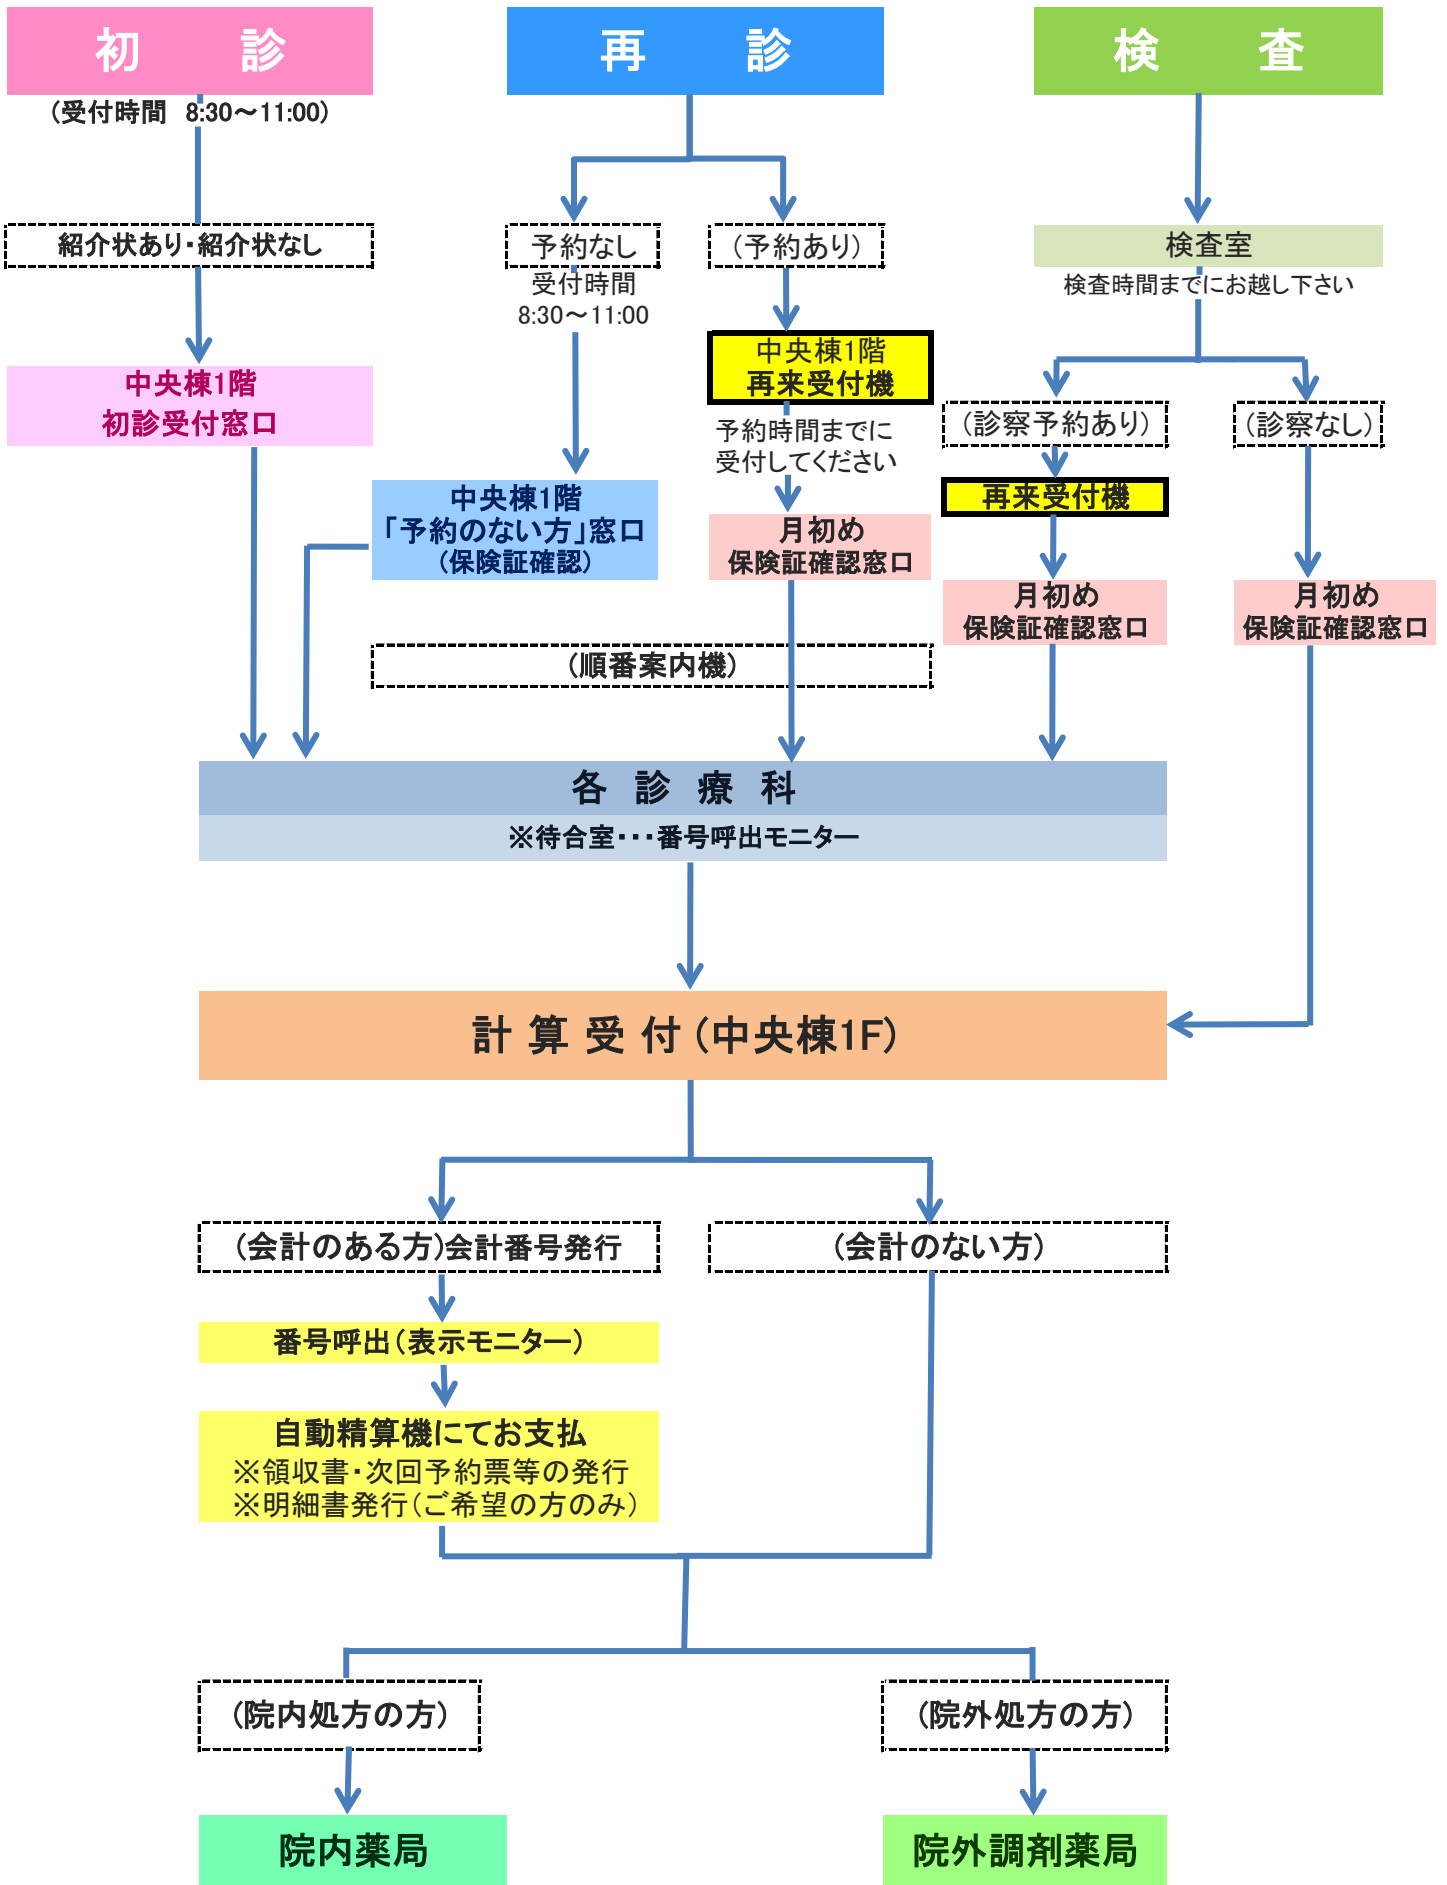 初　診
（受付時間　8:30～11:00）
紹介状あり・紹介状なし
中央棟1階
初診受付窓口
再　診
予約なし
受付時間
8:30～11:00
中央棟1階
「予約のない方」窓口
（保険証確認）
（予約あり）
中央棟1階
再来受付機
予約時間までに
受付してください
月初め
保険証確認窓口
（順番案内機）
検　査
検査室
検査時間までにお越し下さい
（診察予約あり）
再来受付機
月初め
保険証確認窓口
（診察なし）
月初め
保険証確認窓口
各　診　療　科
※待合室・・・番号呼出モニター
計 算 受 付（中央棟1F）
（会計のある方）会計番号発行
（会計のない方）
番号呼出（表示モニター）
自動精算機にてお支払
※領収書・次回予約票等の発行
※明細書発行（ご希望の方のみ）
（院内処方の方）
（院外処方の方）
院内薬局
院外調剤薬局